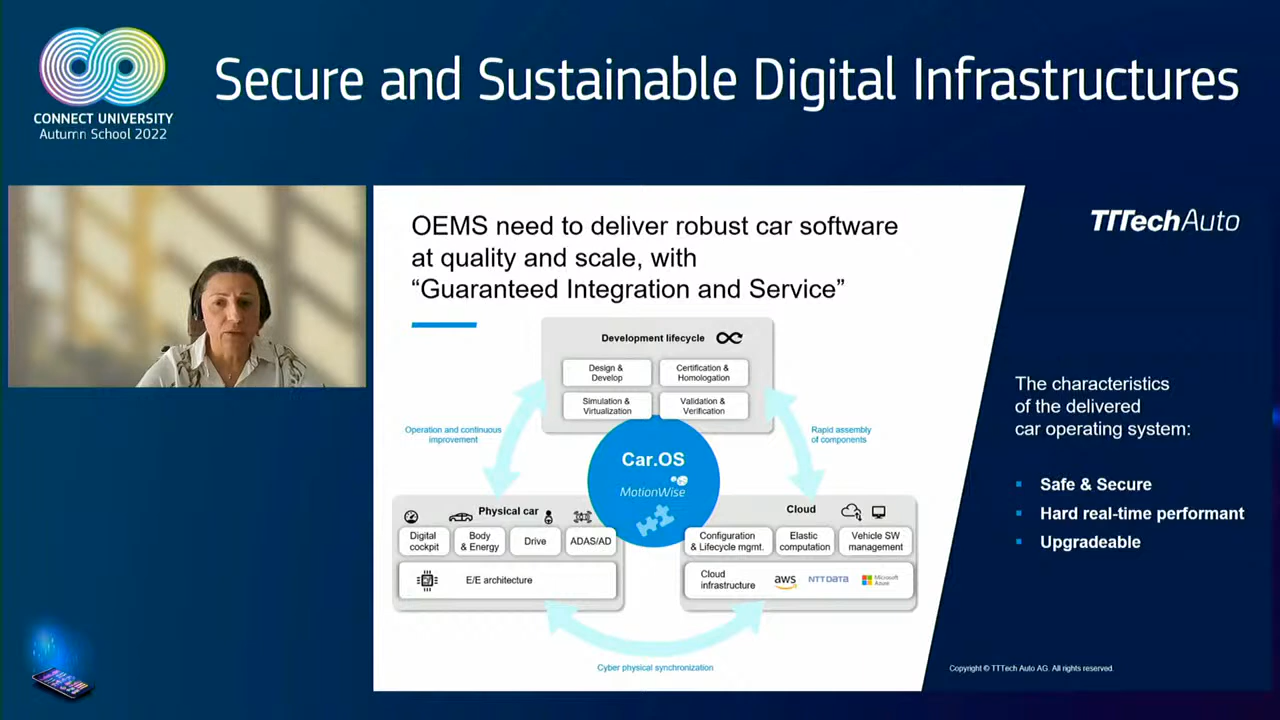 Secure and Sustainable Digital Infrastructures
CONNECT UNIVERSITY
Autumn School 2022
OEMS need to deliver robust car software
at quality and scale, with
“Guaranteed Integration and Service”
TTTechAuto
Development lifecycle
Design &
Develop
Certification &
Homologation
Simulation &
Virtualization
Validation &
Verification
Operation and continuous
improvement
Rapid assembly
of components
Car.OS
MotionWise
Physical car
Digital
cockpit
Body
& Energy
Drive
ADAS/AD
E/E architecture
Cloud
Configuration
& Lifecycle mgmt.
Elastic
computation
Vehicle SW
management
Cloud
infrastructure
aws
NTT DATA
Microsoft
Azure
Cyber physical synchronization
The characteristics
of the delivered
car operating system:
Safe & Secure
Hard real-time performant
Upgradeable
Copyright © TTTech Auto AG. All rights reserved.